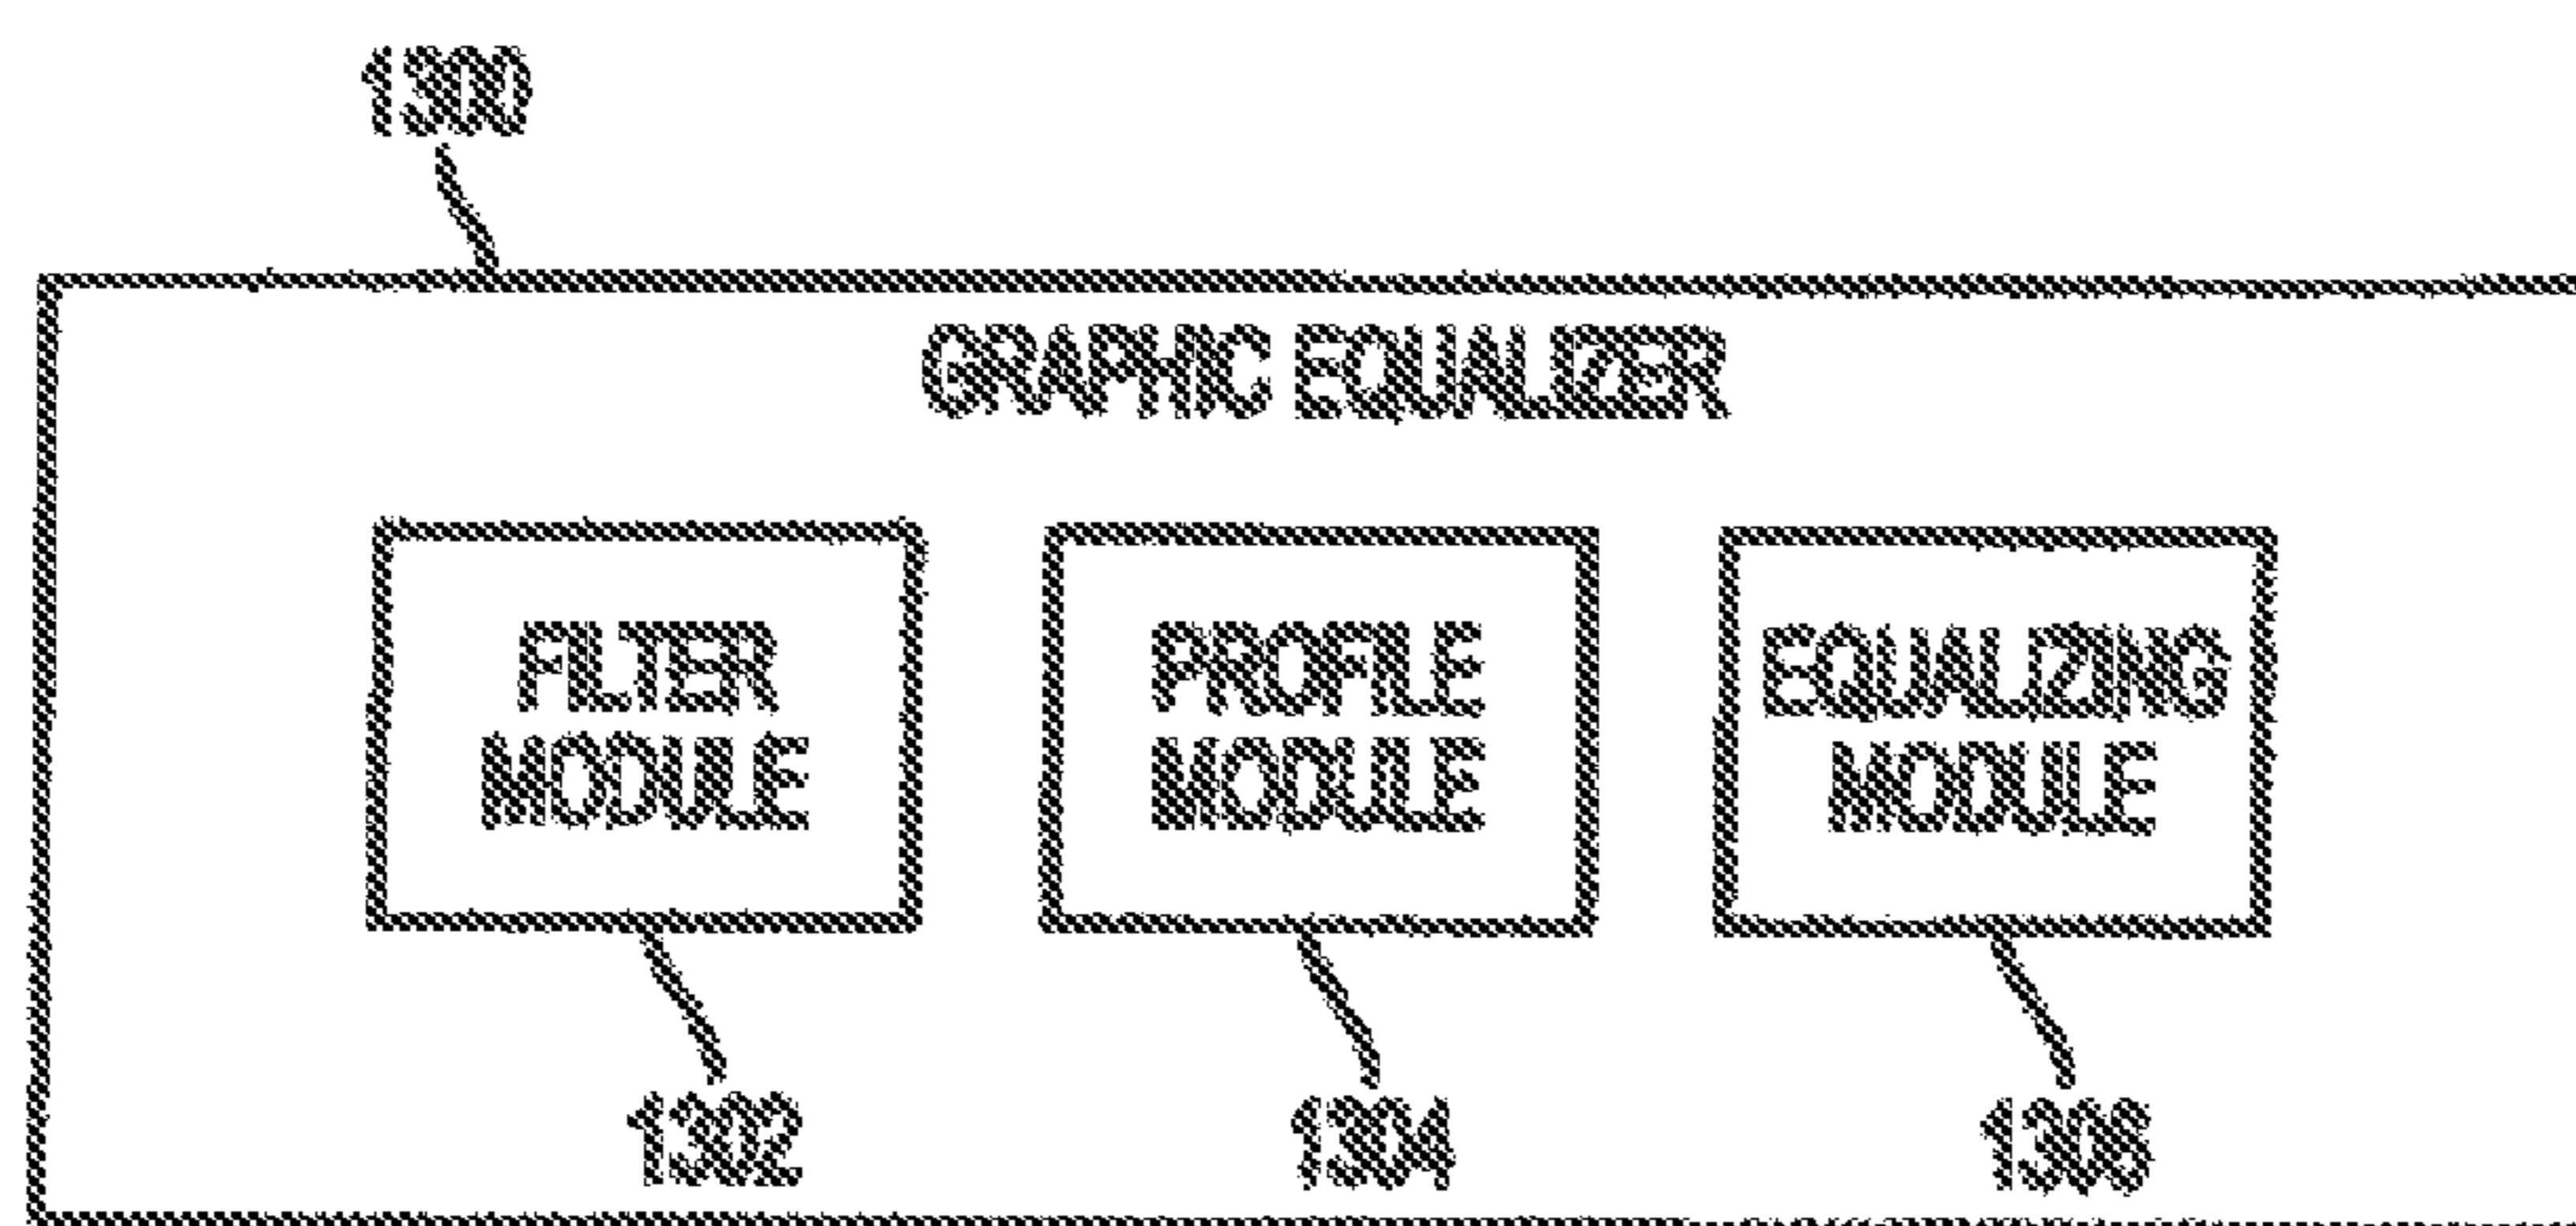 1300
GRAPHIC EQUALIZER
FILTER
MODULE
PROFILE
MODULE
EQUALIZING
MODULE
1302
1304
1306